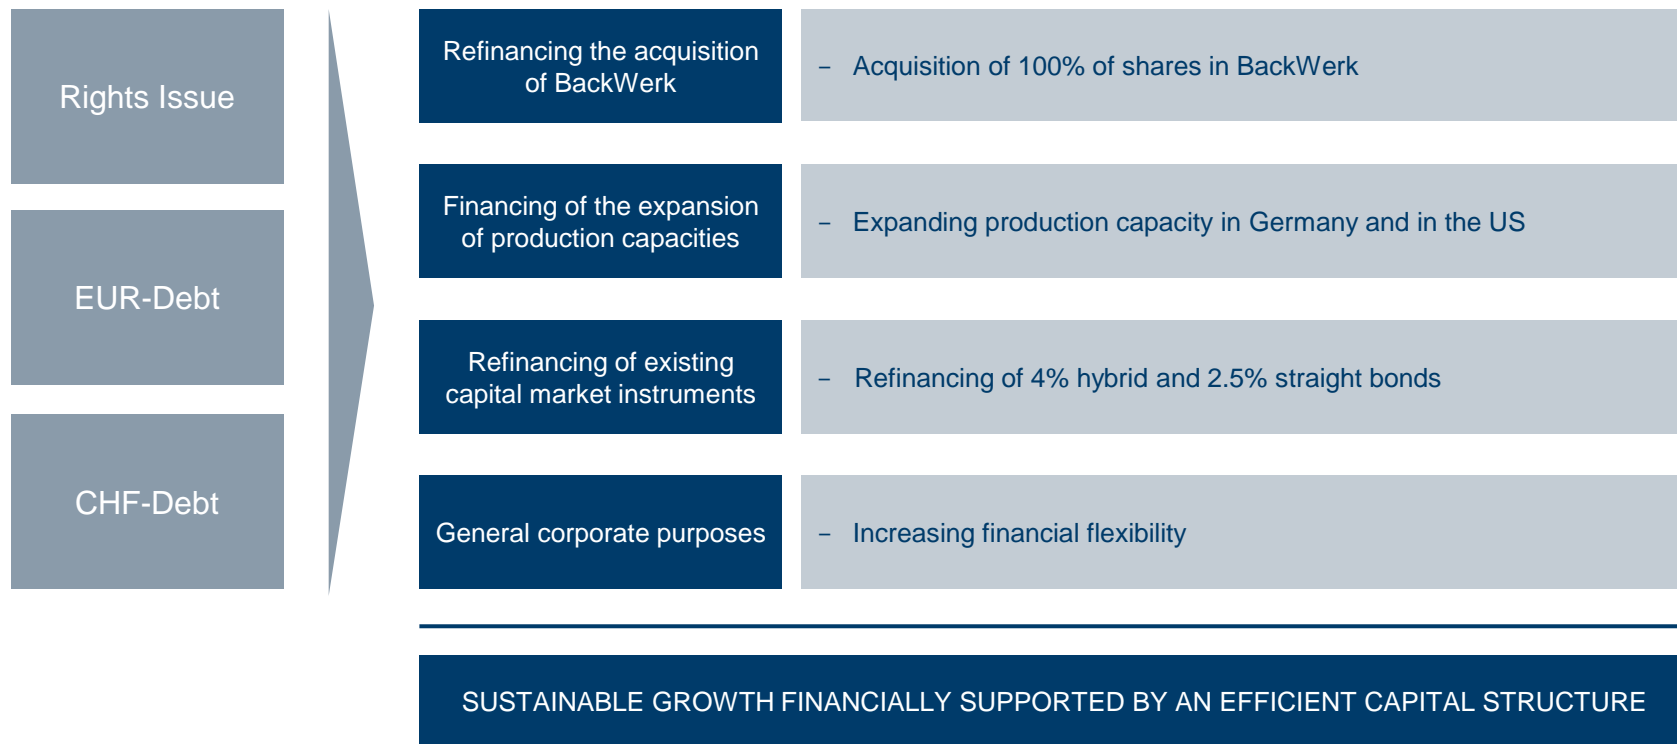 Rights Issue
EUR-Debt
CHF-Debt
Refinancing the acquisition
of BackWerk
– Acquisition of 100% of shares in BackWerk
Financing of the expansion
of production capacities
– Expanding production capacity in Germany and in the US
Refinancing of existing
capital market instruments
– Refinancing of 4% hybrid and 2.5% straight bonds
General corporate purposes
– Increasing financial flexibility
SUSTAINABLE GROWTH FINANCIALLY SUPPORTED BY AN EFFICIENT CAPITAL STRUCTURE